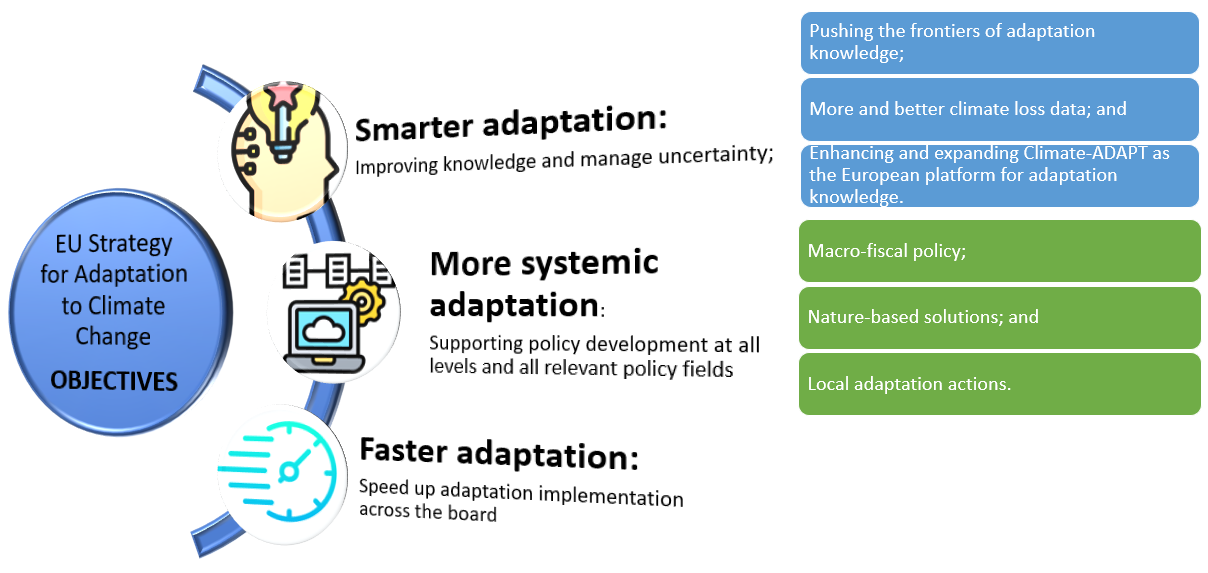 EU Strategy
for Adaptation
to Climate
Change
OBJECTIVES
Smarter adaptation:
Improving knowledge and manage uncertainty;
Pushing the frontiers of adaptation
knowledge;
More and better climate loss data; and
Enhancing and expanding Climate-ADAPT as
the European platform for adaptation
knowledge.
More systemic
adaptation:
Supporting policy development at all
levels and all relevant policy fields
Macro-fiscal policy;
Nature-based solutions; and
Local adaptation actions.
Faster adaptation:
Speed up adaptation implementation
across the board